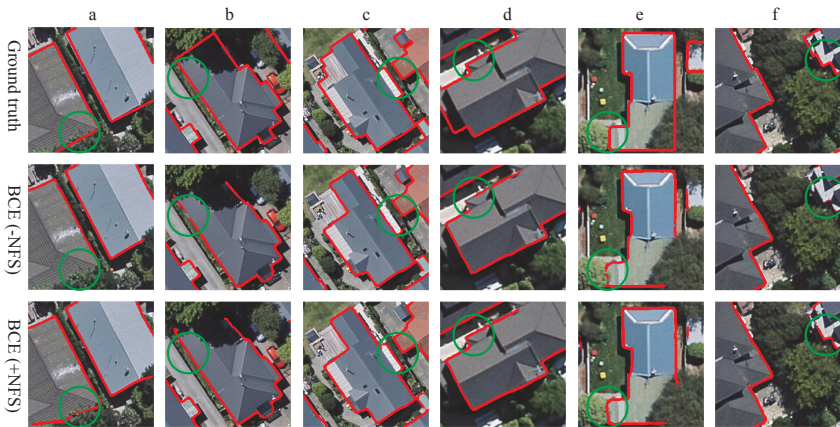 a b c d e f
Ground truth
BCE (-NFS)
BCE (+NFS)